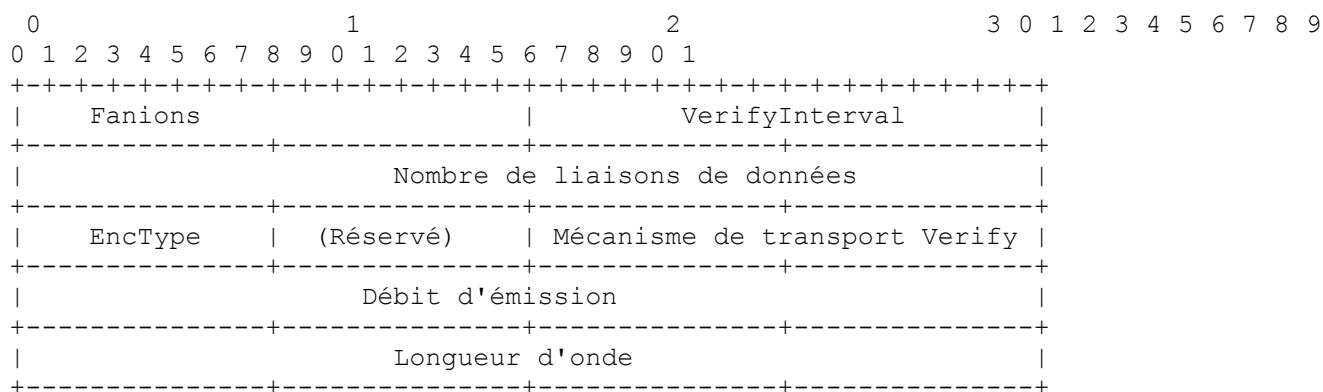 0 1 2 3 0 1 2 3 4 5 6 7 8 9
0 1 2 3 4 5 6 7 8 9 0 1 2 3 4 5 6 7 8 9 0 1
+-+-+-+-+-+-+-+-+-+-+-+-+-+-+-+-+-+-+-+-+-+-+-+-+-+-+-+-+-+-+-+-+
| Fanions | VerifyInterval |
+---------------+---------------+---------------+---------------+
| Nombre de liaisons de données |
+---------------+---------------+---------------+---------------+
| EncType | (Réservé) | Mécanisme de transport Verify |
+---------------+---------------+---------------+---------------+
| Débit d'émission |
+---------------+---------------+---------------+---------------+
| Longueur d'onde |
+---------------+---------------+---------------+---------------+